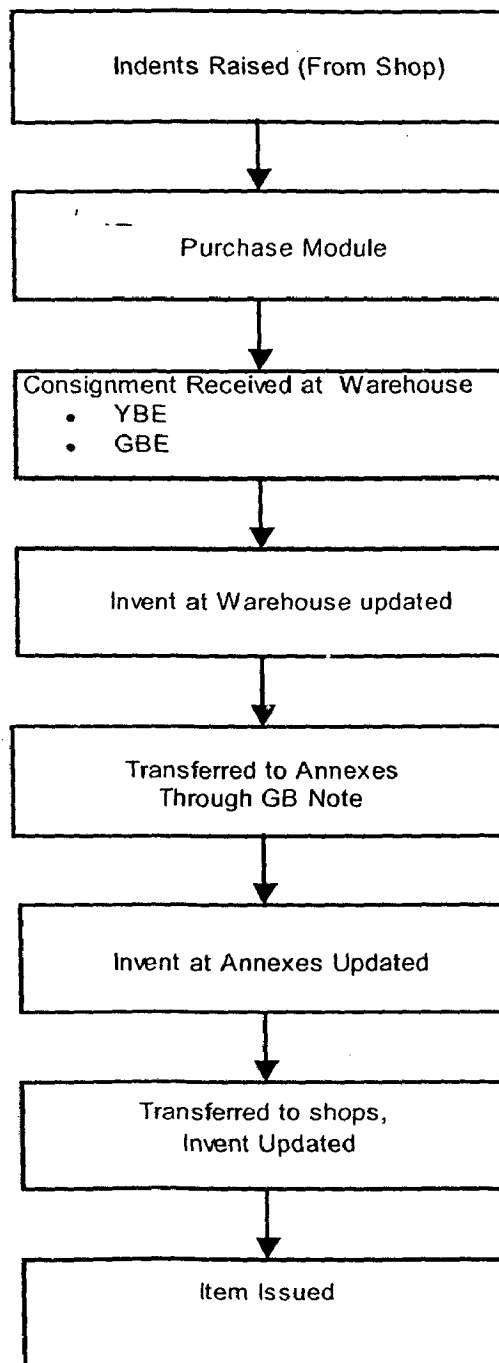 Indents Raised (From Shop)
Purchase Module
Consignment Received at Warehouse
• YBE
• GBE
Invent at Warehouse updated
Transferred to Annexes
Through GB Note
Invent at Annexes Updated
Transferred to shops,
Invent Updated
Item Issued